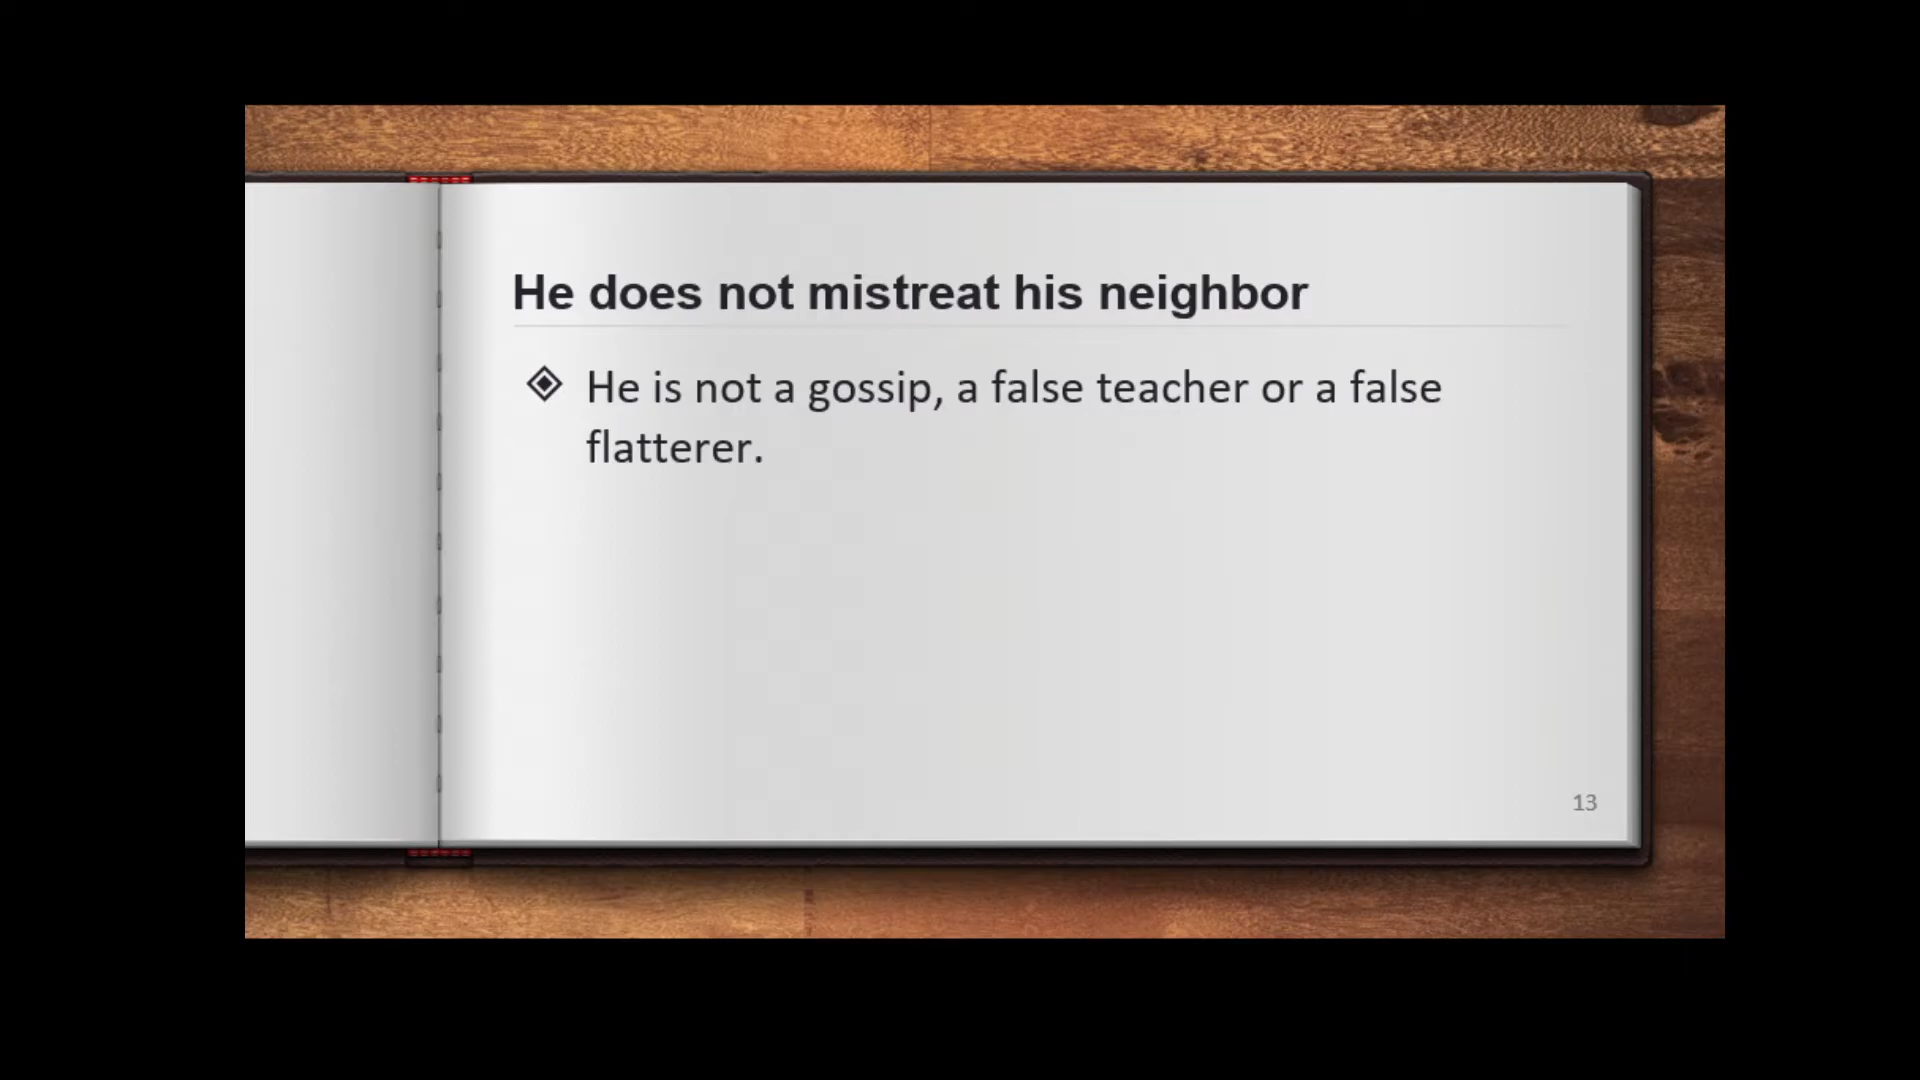 He does not mistreat his neighbor
He is not a gossip, a false teacher or a false
flatterer.
13